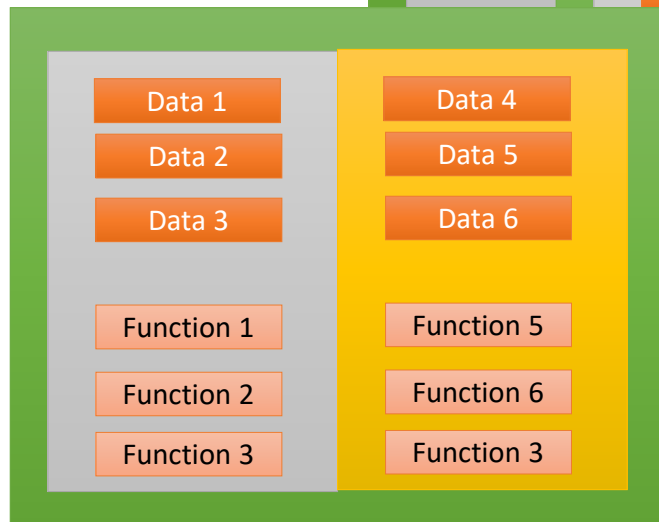 Data 1
Data 2
Data 3
Function 1
Function 2
Function 3
Data 4
Data 5
Data 6
Function 5
Function 6
Function 3